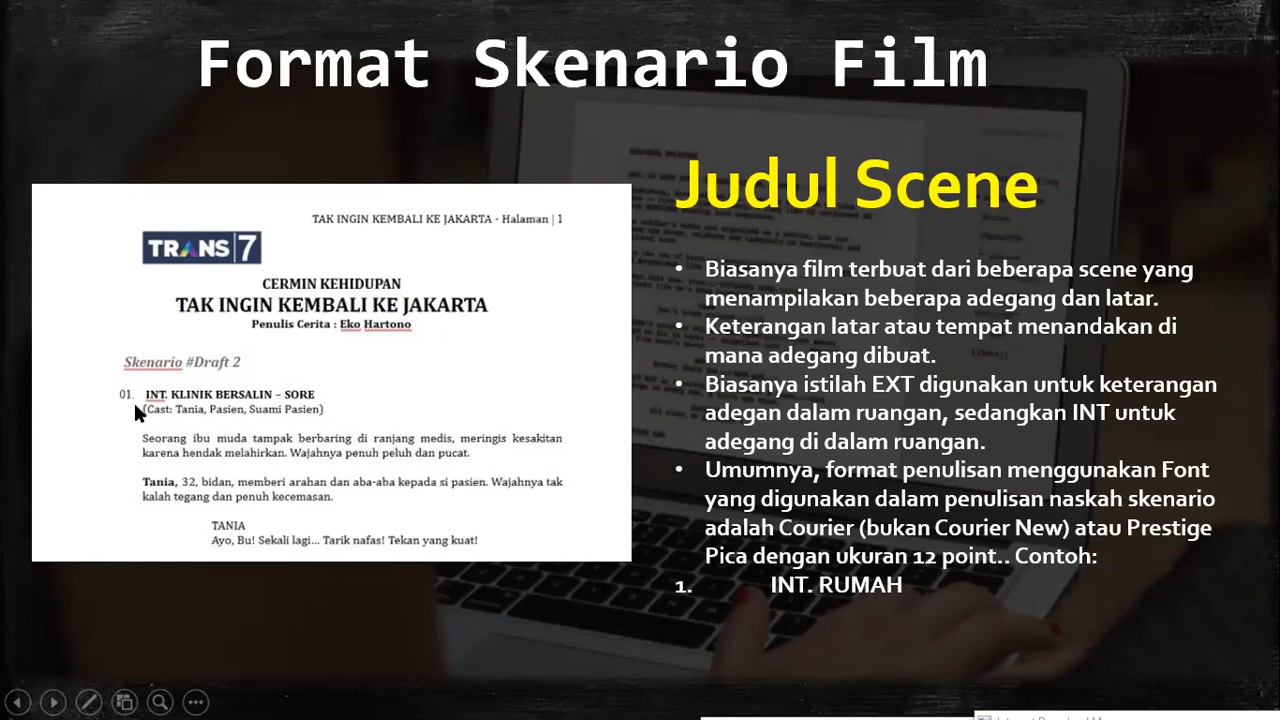 Format Skenario Film
TAK INGIN KEMBALI KE JAKARTA - Halaman | 1
TRANS 7
CERMIN KEHIDUPAN
TAK INGIN KEMBALI KE JAKARTA
Penulis Cerita : Eko Hartono
Skenario #Draft 2
01. INT. KLINIK BERSALIN – SORE
(Cast: Tania, Pasien, Suami Pasien)
Seorang ibu muda tampak berbaring di ranjang medis, meringis kesakitan
karena hendak melahirkan. Wajahnya penuh peluh dan pucat.
Tania, 32, bidan, memberi arahan dan aba-aba kepada si pasien. Wajahnya tak
kalah tegang dan penuh kecemasan.
TANIA
Ayo, Bu! Sekali lagi... Tarik nafas! Tekan yang kuat!
Judul Scene
• Biasanya film terbuat dari beberapa scene yang
menampilakan beberapa adegang dan latar.
• Keterangan latar atau tempat menandakan di
mana adegang dibuat.
• Biasanya istilah EXT digunakan untuk keterangan
adegan dalam ruangan, sedangkan INT untuk
adegang di dalam ruangan.
• Umumnya, format penulisan menggunakan Font
yang digunakan dalam penulisan naskah skenario
adalah Courier (bukan Courier New) atau Prestige
Pica dengan ukuran 12 point.. Contoh:
1. INT. RUMAH